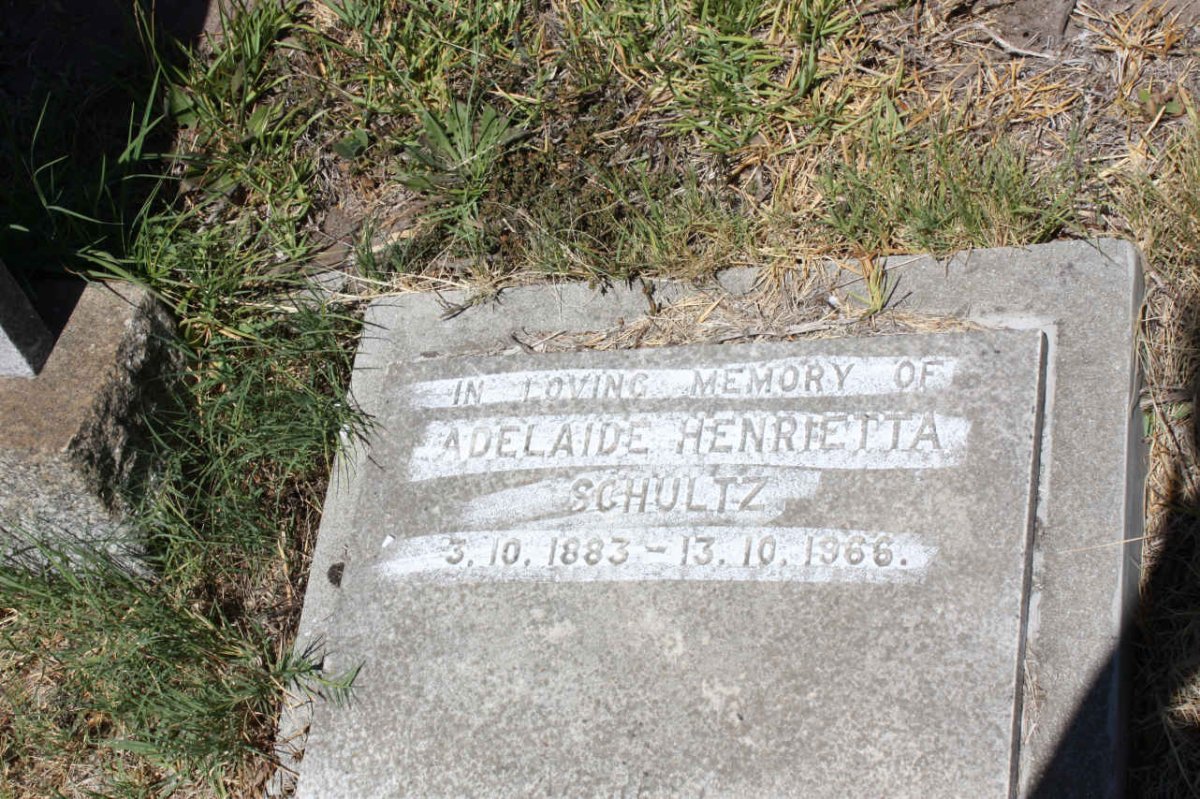 IN LOVING MEMORY OF
ADELAIDE HENRIETTA
SCHULTZ
3. 10. 1883 – 13. 10. 1966.